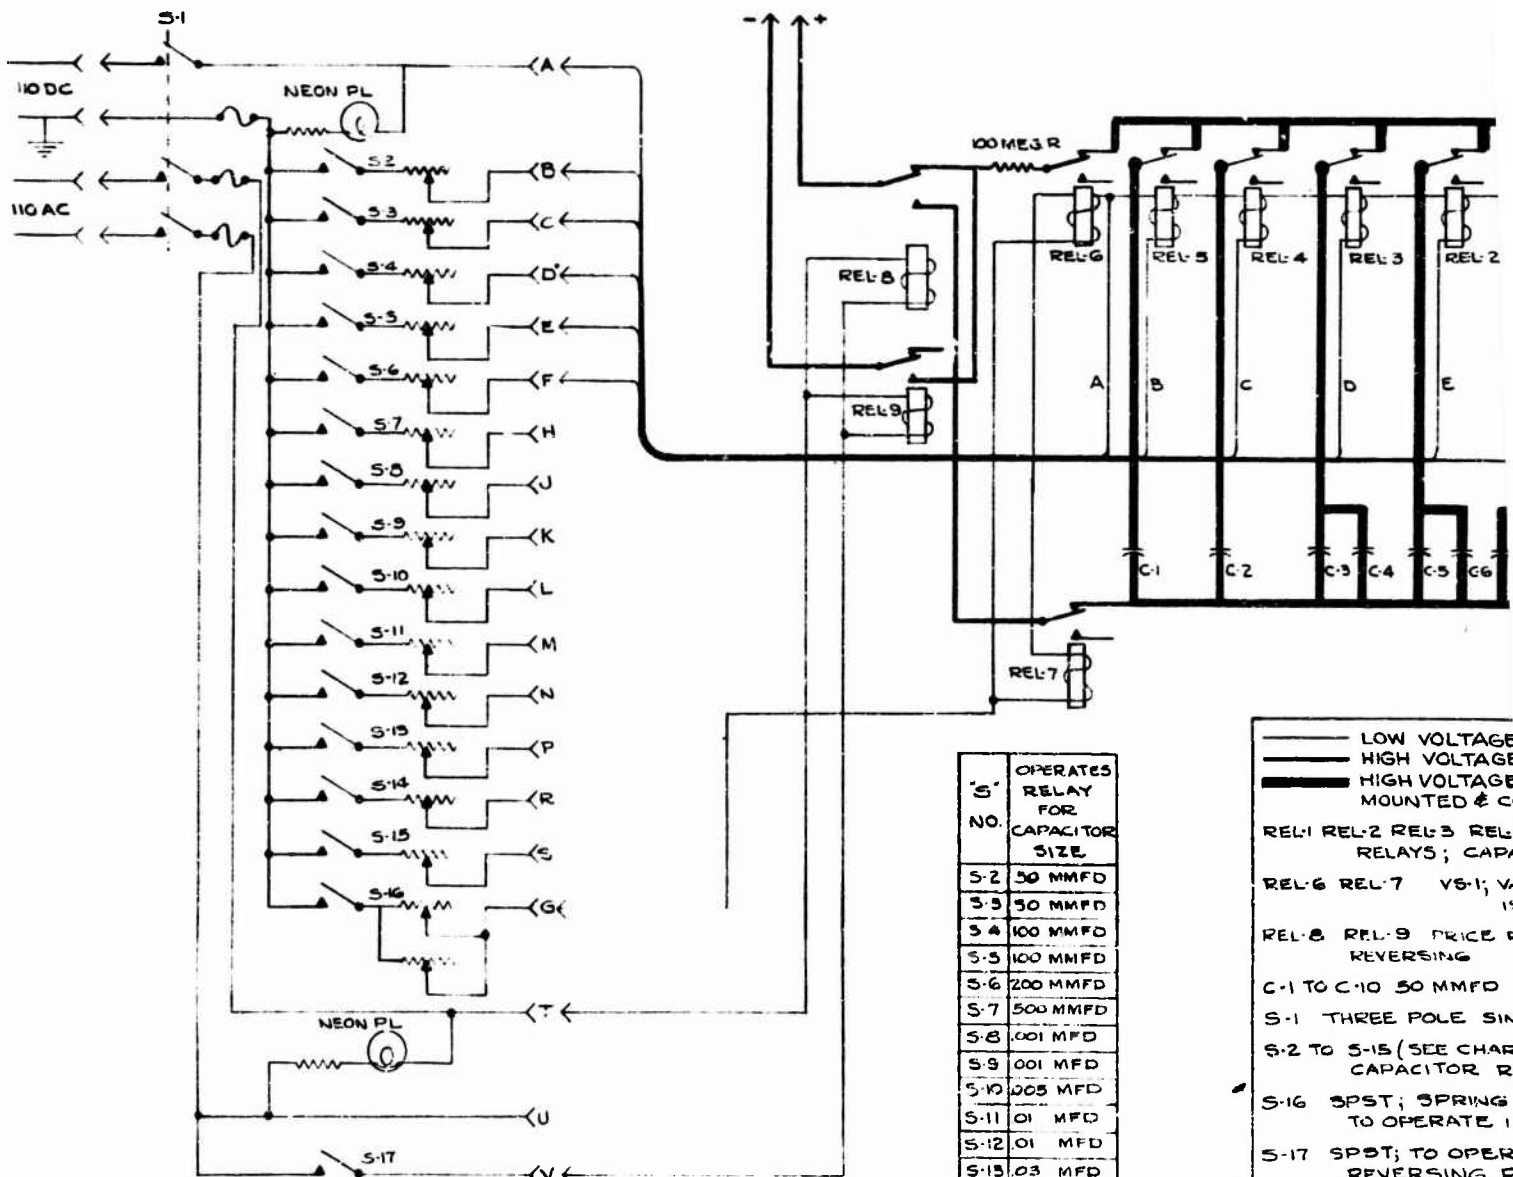 S-1
- +
A
110 DC
NEON PL
S-2
B
100 MEG.R
110 AC
S-3
C
S-4
D
REL-8
REL-6
REL-5
REL-4
REL-3
REL-2
S-5
E
S-6
F
A
B
C
D
E
REL-9
S-7
H
S-8
J
S-9
K
C-1
C-2
C-3
C-4
C-5
C-6
S-10
L
S-11
M
REL-7
S-12
N
S-13
P
S-14
R
S-15
S
S-16
G
T
NEON PL
U
S-17
V
"S" NO.
OPERATES
RELAY
FOR
CAPACITOR
SIZE
S-2 50 MMFD
S-3 50 MMFD
S-4 100 MMFD
S-5 100 MMFD
S-6 200 MMFD
S-7 500 MMFD
S-8 .001 MFD
S-9 .001 MFD
S-10 .005 MFD
S-11 .01 MFD
S-12 .01 MFD
S-13 .03 MFD
LOW VOLTAGE
HIGH VOLTAGE
HIGH VOLTAGE
MOUNTED & C
REL-1 REL-2 REL-3 REL
RELAYS; CAPA
REL-6 REL-7 VS-1; V
REL-8 REL-9 PRICE
REVERSING
C-1 TO C-10 50 MMFD
S-1 THREE POLE SIN
S-2 TO S-15 (SEE CHAR
CAPACITOR R
S-16 SPST; SPRING
TO OPERATE
S-17 SPST; TO OPER
REVERSING